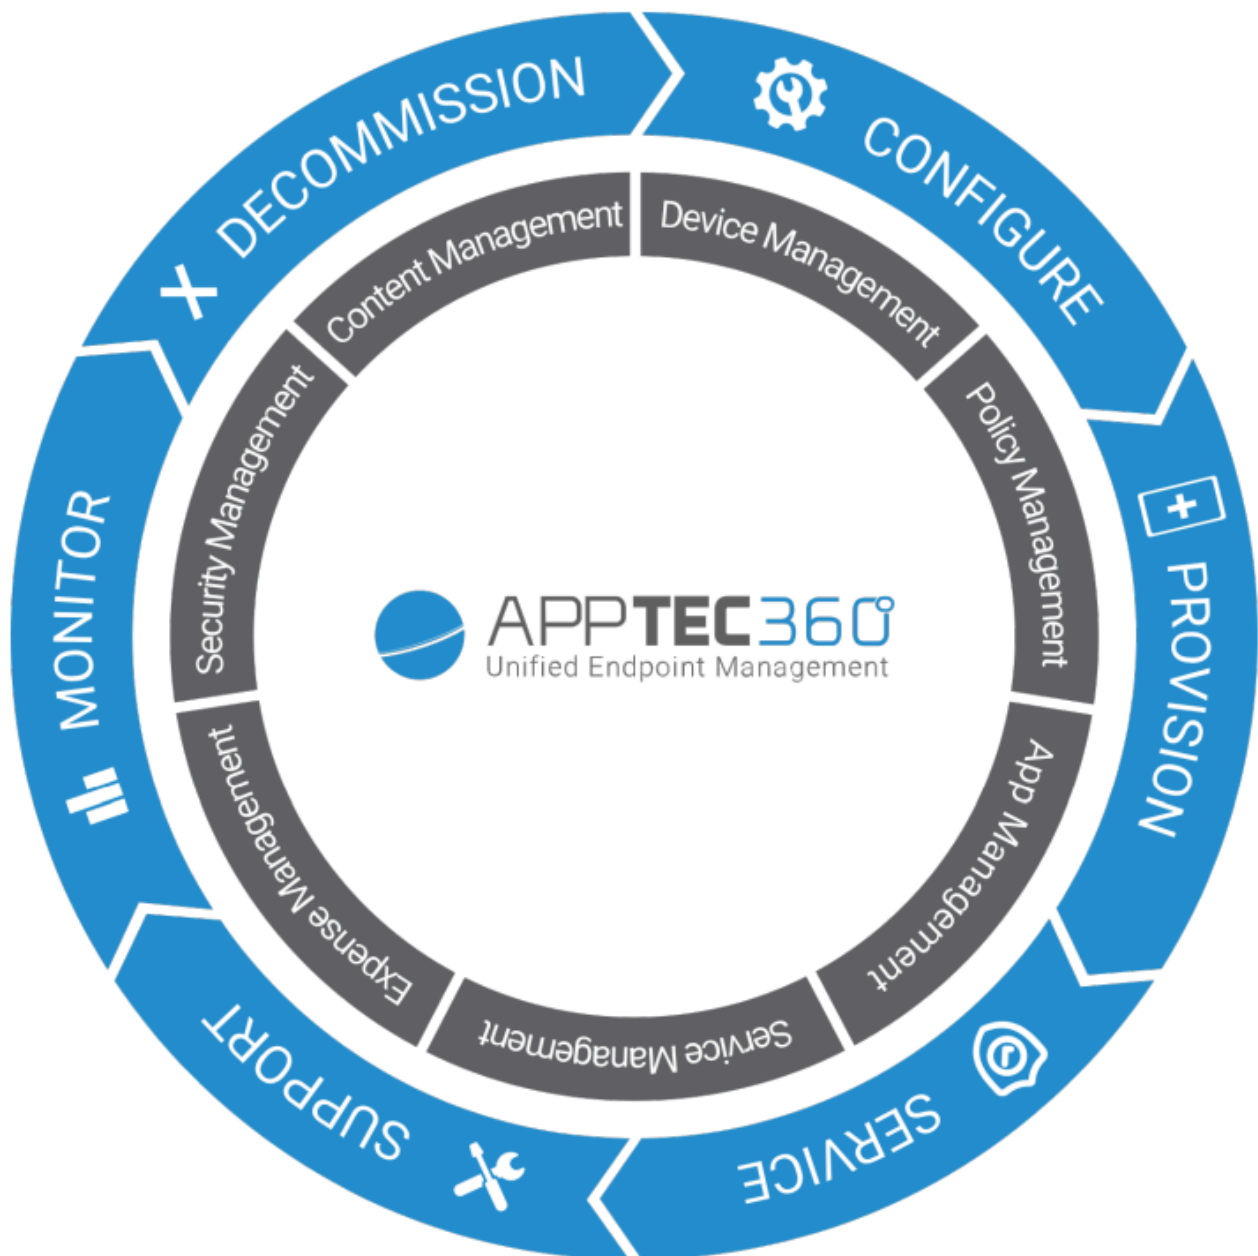 CONFIGURE
PROVISION
SERVICE
SUPPORT
MONITOR
DECOMMISSION
Device Management
Policy Management
App Management
Service Management
Expense Management
Security Management
Content Management
APPTEC360°
Unified Endpoint Management